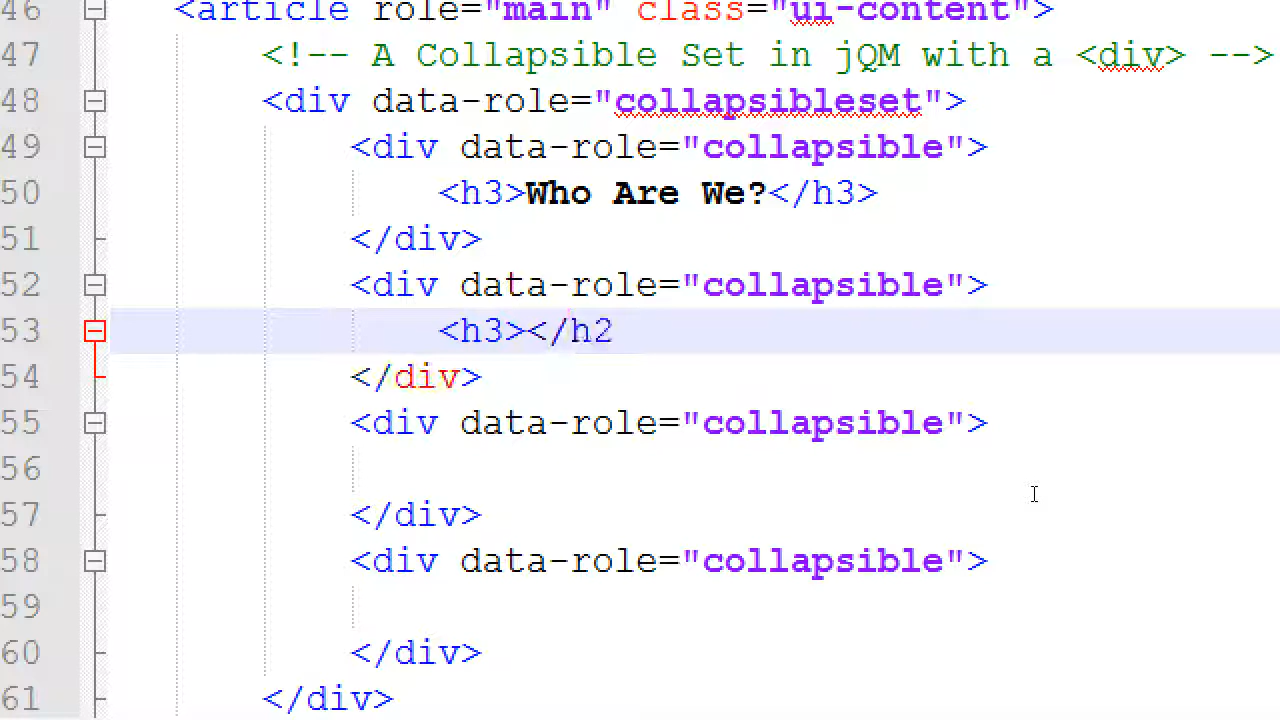 46 <article role="main" class="ui-content">
47 <!-- A Collapsible Set in jQM with a <div> -->
48 <div data-role="collapsibleset">
49 <div data-role="collapsible">
50 <h3>Who Are We?</h3>
51 </div>
52 <div data-role="collapsible">
53 <h3></h2
54 </div>
55 <div data-role="collapsible">
56
57 </div>
58 <div data-role="collapsible">
59
60 </div>
61 </div>